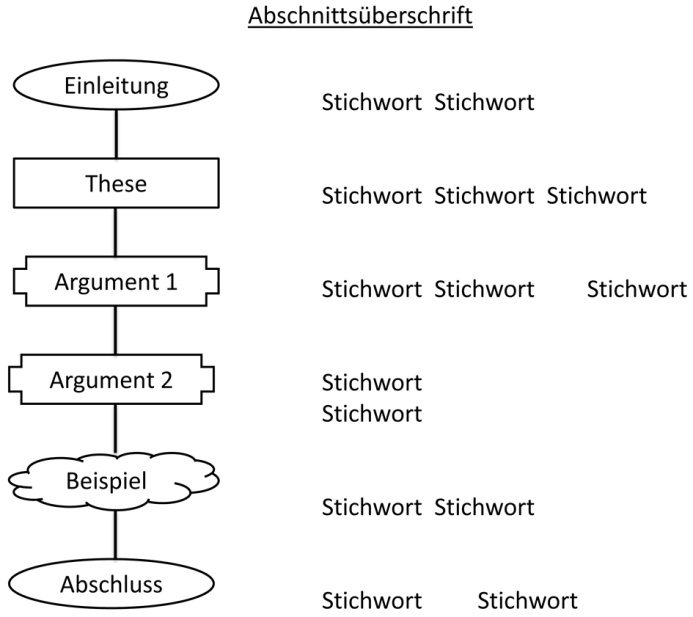 Abschnittsüberschrift
Einleitung
Stichwort Stichwort
These
Stichwort Stichwort Stichwort
Argument 1
Stichwort Stichwort Stichwort
Argument 2
Stichwort
Stichwort
Beispiel
Stichwort Stichwort
Abschluss
Stichwort Stichwort